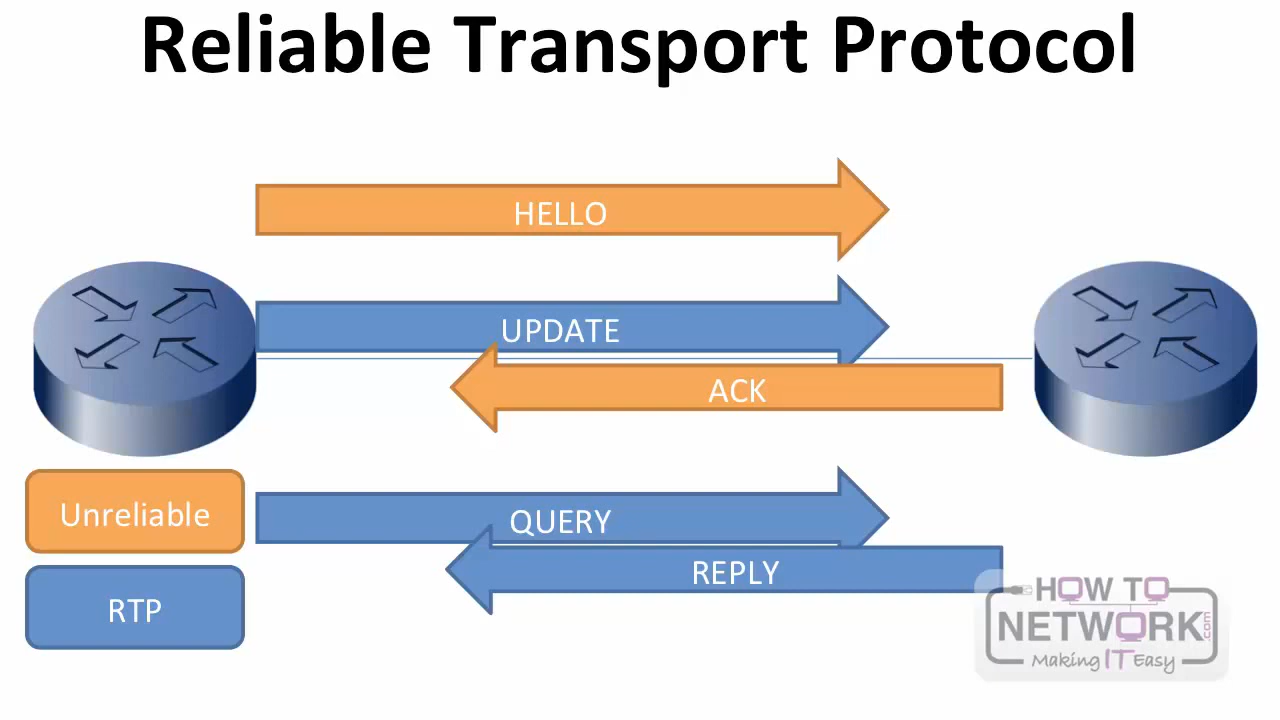 Reliable Transport Protocol
HELLO
UPDATE
ACK
Unreliable
QUERY
REPLY
RTP
HOW TO
NETWORK.com
Making IT Easy